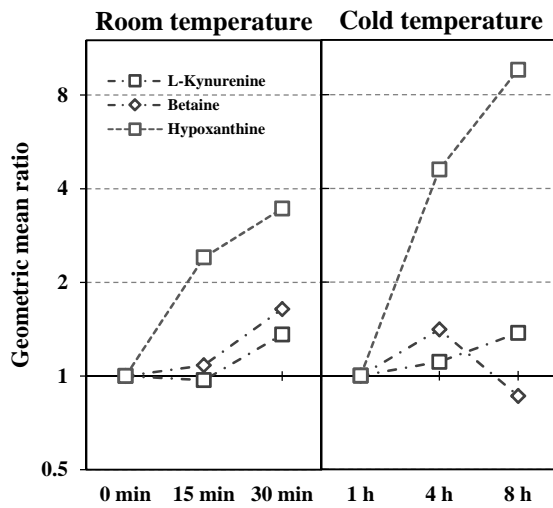 Room temperature
Cold temperature
L-Kynurenine
Betaine
Hypoxanthine
Geometric mean ratio
8
4
2
1
0.5
0 min 15 min 30 min 1 h 4 h 8 h